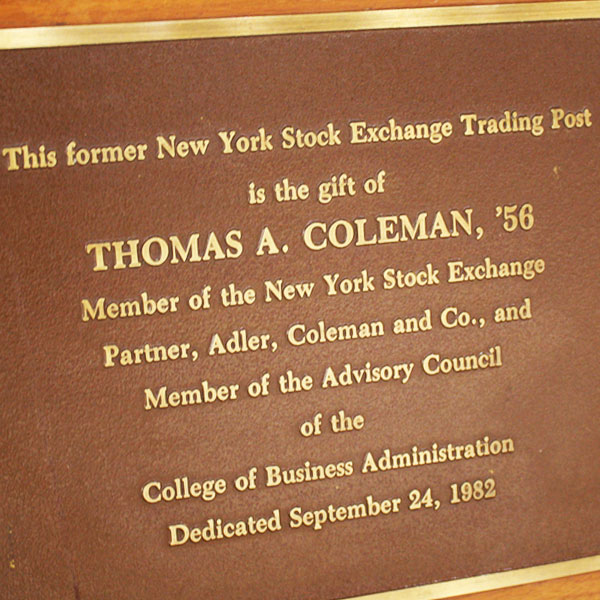 This former New York Stock Exchange Trading Post
is the gift of
THOMAS A. COLEMAN, ’56
Member of the New York Stock Exchange
Partner, Adler, Coleman and Co., and
Member of the Advisory Council
of the
College of Business Administration
Dedicated September 24, 1982